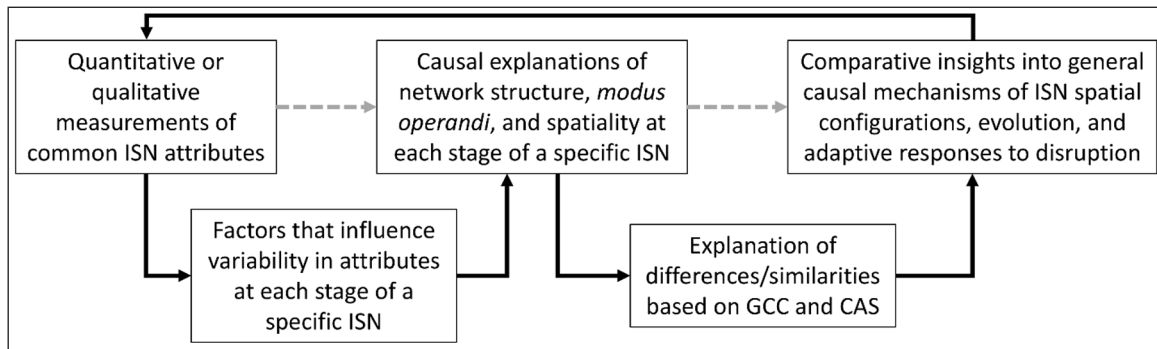 Quantitative or
qualitative
measurements of
common ISN attributes
Causal explanations of
network structure, modus
operandi, and spatiality at
each stage of a specific ISN
Comparative insights into general
causal mechanisms of ISN spatial
configurations, evolution, and
adaptive responses to disruption
Factors that influence
variability in attributes
at each stage of a
specific ISN
Explanation of
differences/similarities
based on GCC and CAS